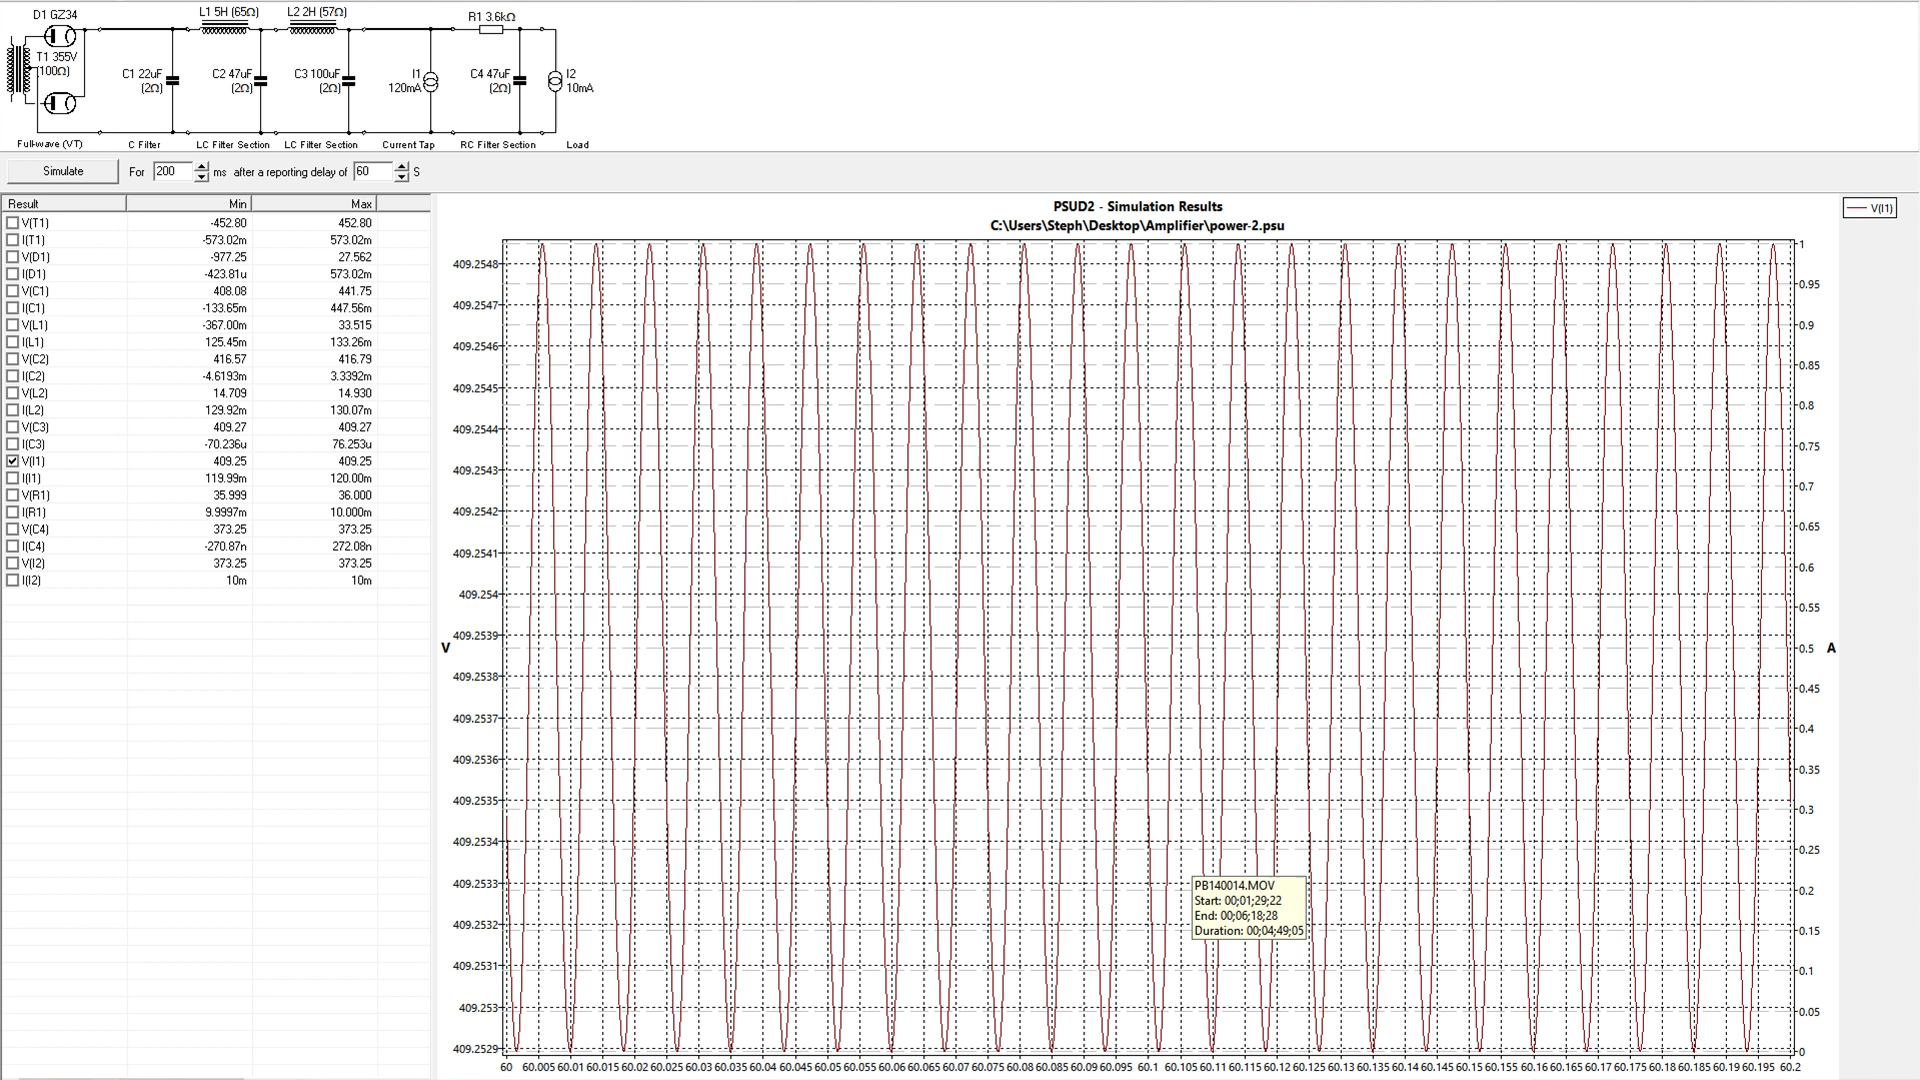 D1 GZ34
L1 5H (65Ω)
L2 2H (57Ω)
R1 3.6kΩ
T1 355V
(100Ω)
C1 22uF
(2Ω)
C2 47uF
(2Ω)
C3 100uF
(2Ω)
I1
120mA
C4 47uF
(2Ω)
I2
10mA
Full-wave (VT)
C Filter
LC Filter Section
LC Filter Section
Current Tap
RC Filter Section
Load
Simulate For 200 ms after a reporting delay of 60 S
Result Min Max
V(T1) -452.80 452.80
I(T1) -573.02m 573.02m
V(D1) -977.25 27.562
I(D1) -423.81u 573.02m
V(C1) 408.08 441.75
I(C1) -133.65m 447.56m
V(L1) -367.00m 33.515
I(L1) 125.45m 133.26m
V(C2) 416.57 416.79
I(C2) -4.6193m 3.3392m
V(L2) 14.709 14.930
I(L2) 129.92m 130.07m
V(C3) 409.27 409.27
I(C3) -70.236u 76.253u
V(I1) 409.25 409.25
I(I1) 119.99m 120.00m
V(R1) 35.999 36.000
I(R1) 9.9997m 10.000m
V(C4) 373.25 373.25
I(C4) -270.87n 272.08n
V(I2) 373.25 373.25
I(I2) 10m 10m
PSUD2 - Simulation Results
C:\Users\Steph\Desktop\Amplifier\power-2.psu
V(I1)
409.2548
409.2547
409.2546
409.2545
409.2544
409.2543
409.2542
409.2541
409.254
409.2539
409.2538
409.2537
409.2536
409.2535
409.2534
409.2533
409.2532
409.2531
409.253
409.2529
V
1
0.95
0.9
0.85
0.8
0.75
0.7
0.65
0.6
0.55
0.5
0.45
0.4
0.35
0.3
0.25
0.2
0.15
0.1
0.05
0
A
PB140014.MOV
Start: 00;01;29;22
End: 00;06;18;28
Duration: 00;04;49;05
60 60.005 60.01 60.015 60.02 60.025 60.03 60.035 60.04 60.045 60.05 60.055 60.06 60.065 60.07 60.075 60.08 60.085 60.09 60.095 60.1 60.105 60.11 60.115 60.12 60.125 60.13 60.135 60.14 60.145 60.15 60.155 60.16 60.165 60.17 60.175 60.18 60.185 60.19 60.195 60.2